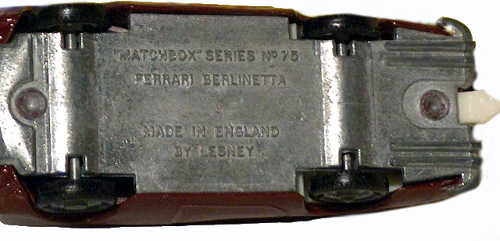 "MATCHBOX" SERIES Nº 75
FERRARI BERLINETTA
MADE IN ENGLAND
BY LESNEY